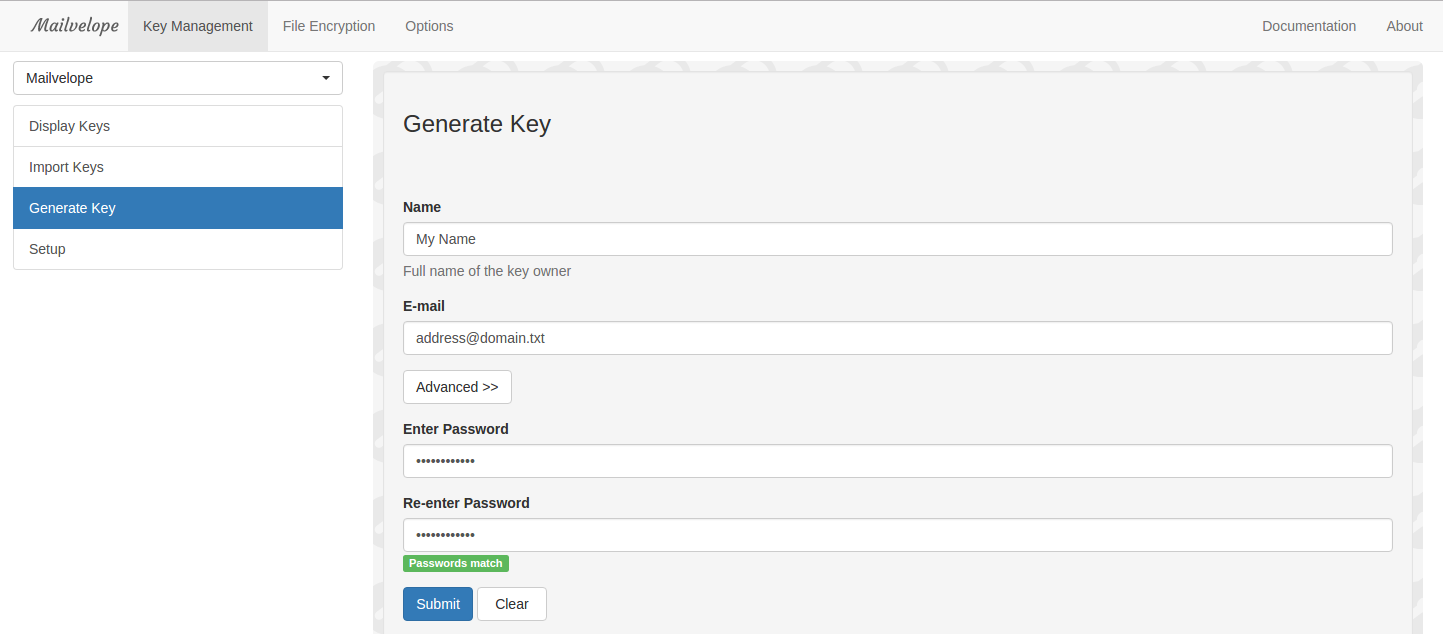 Mailvelope Key Management File Encryption Options Documentation About
Mailvelope
Display Keys
Import Keys
Generate Key
Setup
Generate Key
Name
My Name
Full name of the key owner
E-mail
address@domain.txt
Advanced >>
Enter Password
••••••••••••
Re-enter Password
••••••••••••
Passwords match
Submit Clear